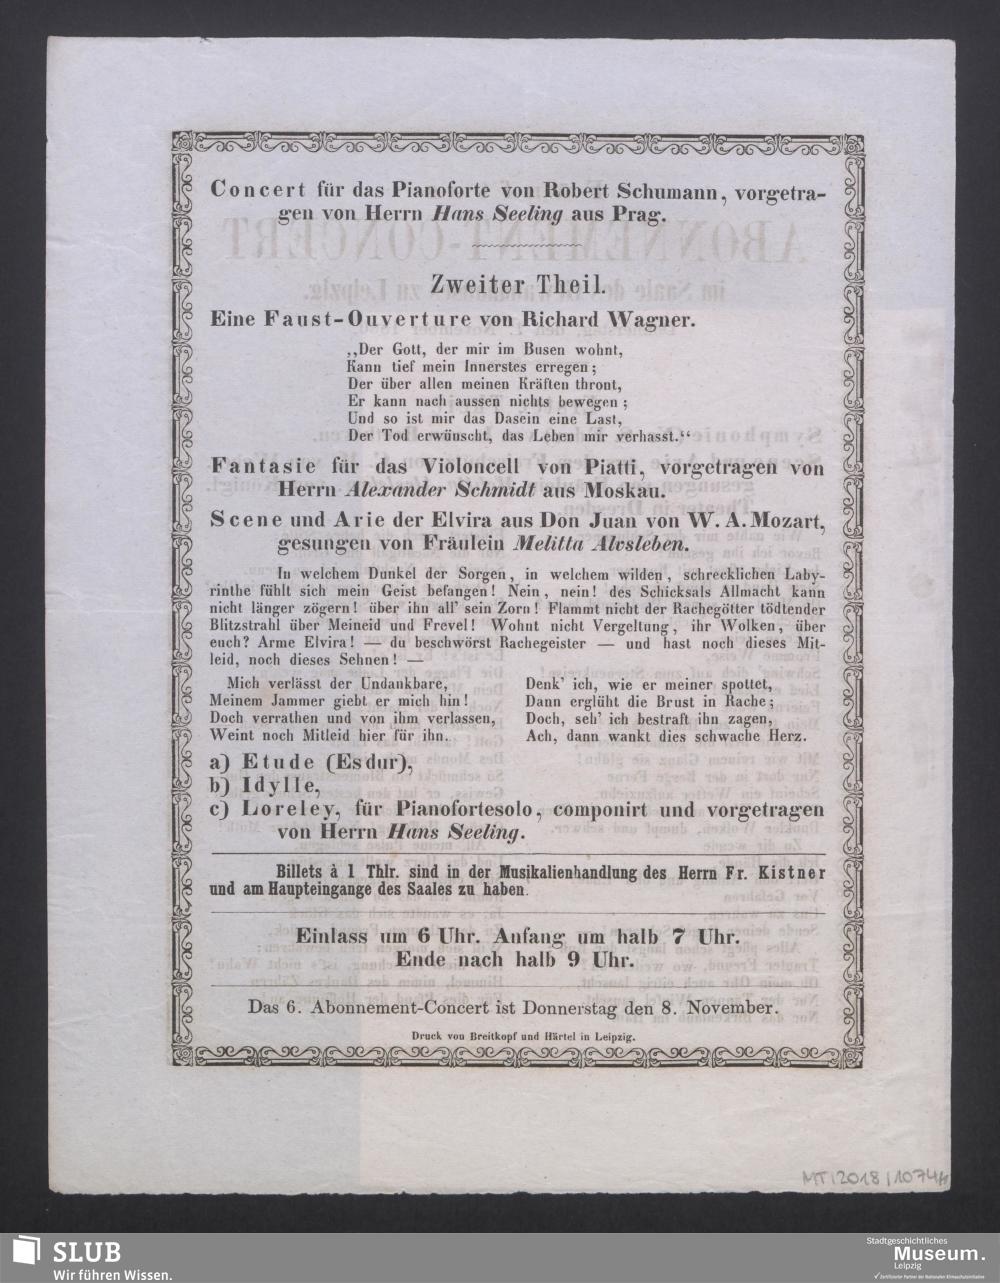 Concert für das Pianoforte von Robert Schumann, vorgetra-
gen von Herrn Hans Seeling aus Prag.
Zweiter Theil.
Eine Faust-Ouverture von Richard Wagner.
„Der Gott, der mir im Busen wohnt,
Kann tief mein Innerstes erregen;
Der über allen meinen Kräften thront,
Er kann nach aussen nichts bewegen;
Und so ist mir das Dasein eine Last,
Der Tod erwünscht, das Leben mir verhasst.“
Fantasie für das Violoncell von Piatti, vorgetragen von
Herrn Alexander Schmidt aus Moskau.
Scene und Arie der Elvira aus Don Juan von W. A. Mozart,
gesungen von Fräulein Melitta Alvsleben.
In welchem Dunkel der Sorgen, in welchem wilden, schrecklichen Laby-
rinthe fühlt sich mein Geist befangen! Nein, nein! des Schicksals Allmacht kann
nicht länger zögern! über ihn all' sein Zorn! Flammt nicht der Rachegötter tödtender
Blitzstrahl über Meineid und Frevel! Wohnt nicht Vergeltung, ihr Wolken, über
euch? Arme Elvira! — du beschwörst Rachegeister — und hast noch dieses Mit-
leid, noch dieses Sehnen! —
Mich verlässt der Undankbare,
Meinem Jammer giebt er mich hin!
Doch verrathen und von ihm verlassen,
Weint noch Mitleid hier für ihn.
Denk' ich, wie er meiner spottet,
Dann erglüht die Brust in Rache;
Doch, seh' ich bestraft ihn zagen,
Ach, dann wankt dies schwache Herz.
a) Etude (Esdur),
b) Idylle,
c) Loreley, für Pianofortesolo, componirt und vorgetragen
von Herrn Hans Seeling.
Billets à 1 Thlr. sind in der Musikalienhandlung des Herrn Fr. Kistner
und am Haupteingange des Saales zu haben.
Einlass um 6 Uhr. Anfang um halb 7 Uhr.
Ende nach halb 9 Uhr.
Das 6. Abonnement-Concert ist Donnerstag den 8. November.
Druck von Breitkopf und Härtel in Leipzig.
MT/2018/1074
SLUB
Wir führen Wissen.
Stadtgeschichtliches
Museum.
Leipzig
Zertifizierter Partner der Nationalen Klimaschutzinitiative